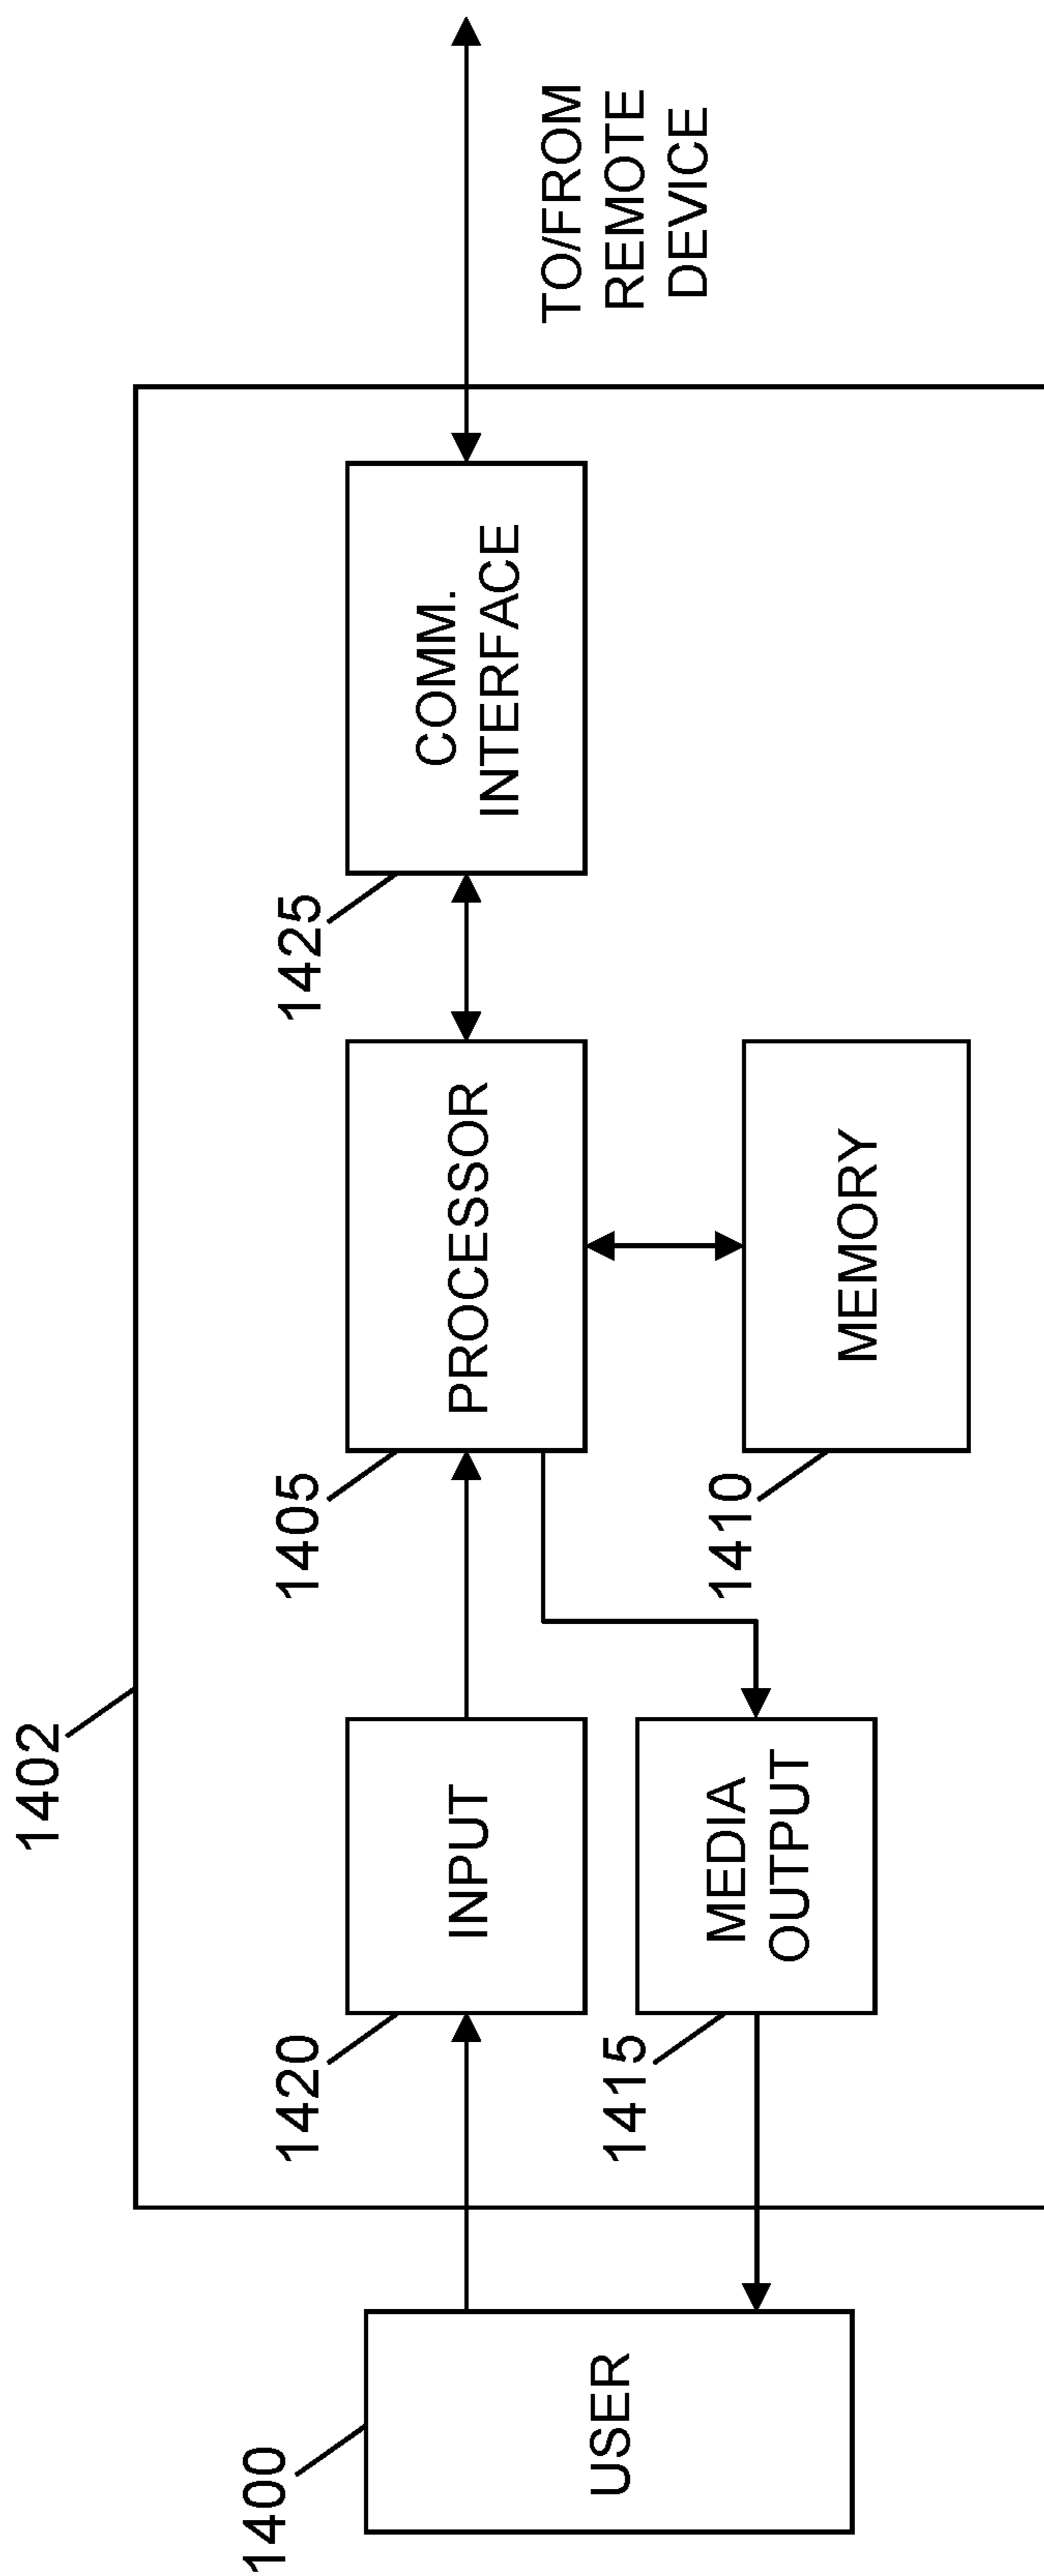 1402
1400
USER
1420
INPUT
1415
MEDIA
OUTPUT
1405
PROCESSOR
1410
MEMORY
1425
COMM.
INTERFACE
TO/FROM
REMOTE
DEVICE